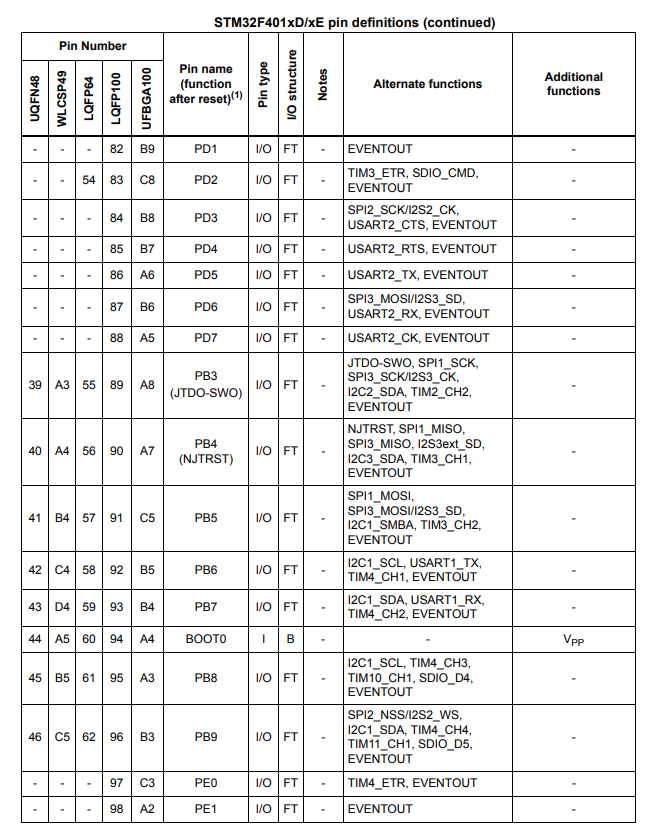 STM32F401xD/xE pin definitions (continued)
Pin Number
UQFN48
WLCSP49
LQFP64
LQFP100
UFBGA100
Pin name
(function
after reset)(1)
Pin type
I/O structure
Notes
Alternate functions
Additional
functions
- - - 82 B9 PD1 I/O FT - EVENTOUT -
- - 54 83 C8 PD2 I/O FT - TIM3_ETR, SDIO_CMD,
EVENTOUT -
- - - 84 B8 PD3 I/O FT - SPI2_SCK/I2S2_CK,
USART2_CTS, EVENTOUT -
- - - 85 B7 PD4 I/O FT - USART2_RTS, EVENTOUT -
- - - 86 A6 PD5 I/O FT - USART2_TX, EVENTOUT -
- - - 87 B6 PD6 I/O FT - SPI3_MOSI/I2S3_SD,
USART2_RX, EVENTOUT -
- - - 88 A5 PD7 I/O FT - USART2_CK, EVENTOUT -
39 A3 55 89 A8 PB3
(JTDO-SWO) I/O FT - JTDO-SWO, SPI1_SCK,
SPI3_SCK/I2S3_CK,
I2C2_SDA, TIM2_CH2,
EVENTOUT -
40 A4 56 90 A7 PB4
(NJTRST) I/O FT - NJTRST, SPI1_MISO,
SPI3_MISO, I2S3ext_SD,
I2C3_SDA, TIM3_CH1,
EVENTOUT -
41 B4 57 91 C5 PB5 I/O FT - SPI1_MOSI,
SPI3_MOSI/I2S3_SD,
I2C1_SMBA, TIM3_CH2,
EVENTOUT -
42 C4 58 92 B5 PB6 I/O FT - I2C1_SCL, USART1_TX,
TIM4_CH1, EVENTOUT -
43 D4 59 93 B4 PB7 I/O FT - I2C1_SDA, USART1_RX,
TIM4_CH2, EVENTOUT -
44 A5 60 94 A4 BOOT0 I B - - VPP
45 B5 61 95 A3 PB8 I/O FT - I2C1_SCL, TIM4_CH3,
TIM10_CH1, SDIO_D4,
EVENTOUT -
46 C5 62 96 B3 PB9 I/O FT - SPI2_NSS/I2S2_WS,
I2C1_SDA, TIM4_CH4,
TIM11_CH1, SDIO_D5,
EVENTOUT -
- - - 97 C3 PE0 I/O FT - TIM4_ETR, EVENTOUT -
- - - 98 A2 PE1 I/O FT - EVENTOUT -